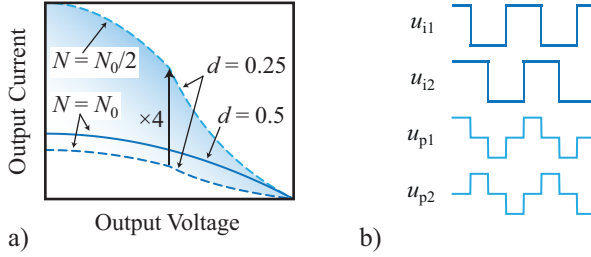 Output Current
N = N0/2
d = 0.25
N = N0
×4
d = 0.5
Output Voltage
a)
ui1
ui2
up1
up2
b)